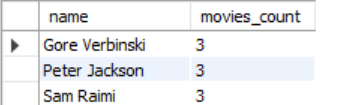 name movies_count
Gore Verbinski 3
Peter Jackson 3
Sam Raimi 3